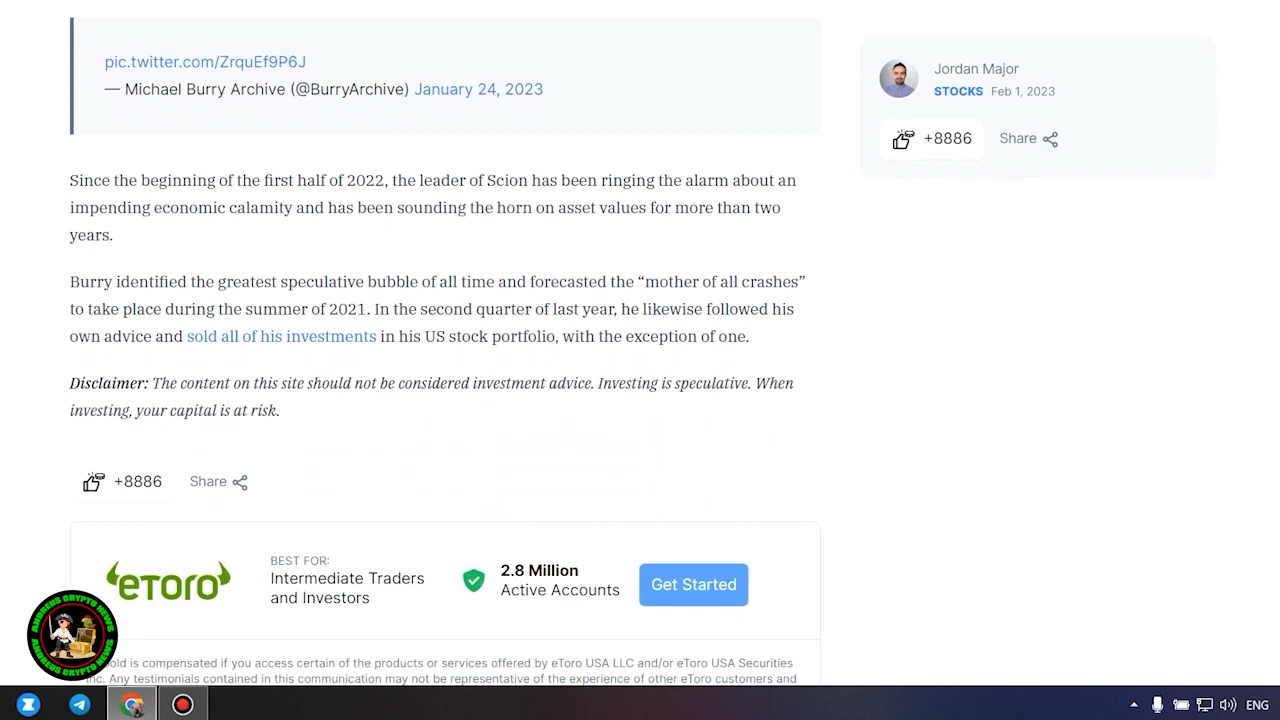 pic.twitter.com/ZrquEf9P6J
— Michael Burry Archive (@BurryArchive) January 24, 2023
Jordan Major
STOCKS Feb 1, 2023
+8886 Share
Since the beginning of the first half of 2022, the leader of Scion has been ringing the alarm about an
impending economic calamity and has been sounding the horn on asset values for more than two
years.
Burry identified the greatest speculative bubble of all time and forecasted the “mother of all crashes”
to take place during the summer of 2021. In the second quarter of last year, he likewise followed his
own advice and sold all of his investments in his US stock portfolio, with the exception of one.
Disclaimer: The content on this site should not be considered investment advice. Investing is speculative. When
investing, your capital is at risk.
+8886 Share
eToro
BEST FOR:
Intermediate Traders
and Investors
2.8 Million
Active Accounts
Get Started
ANDREUS CRYPTO NEWS
ANDREUS CRYPTO NEWS
is compensated if you access certain of the products or services offered by eToro USA LLC and/or eToro USA Securities
Inc. Any testimonials contained in this communication may not be representative of the experience of other eToro customers and
ENG